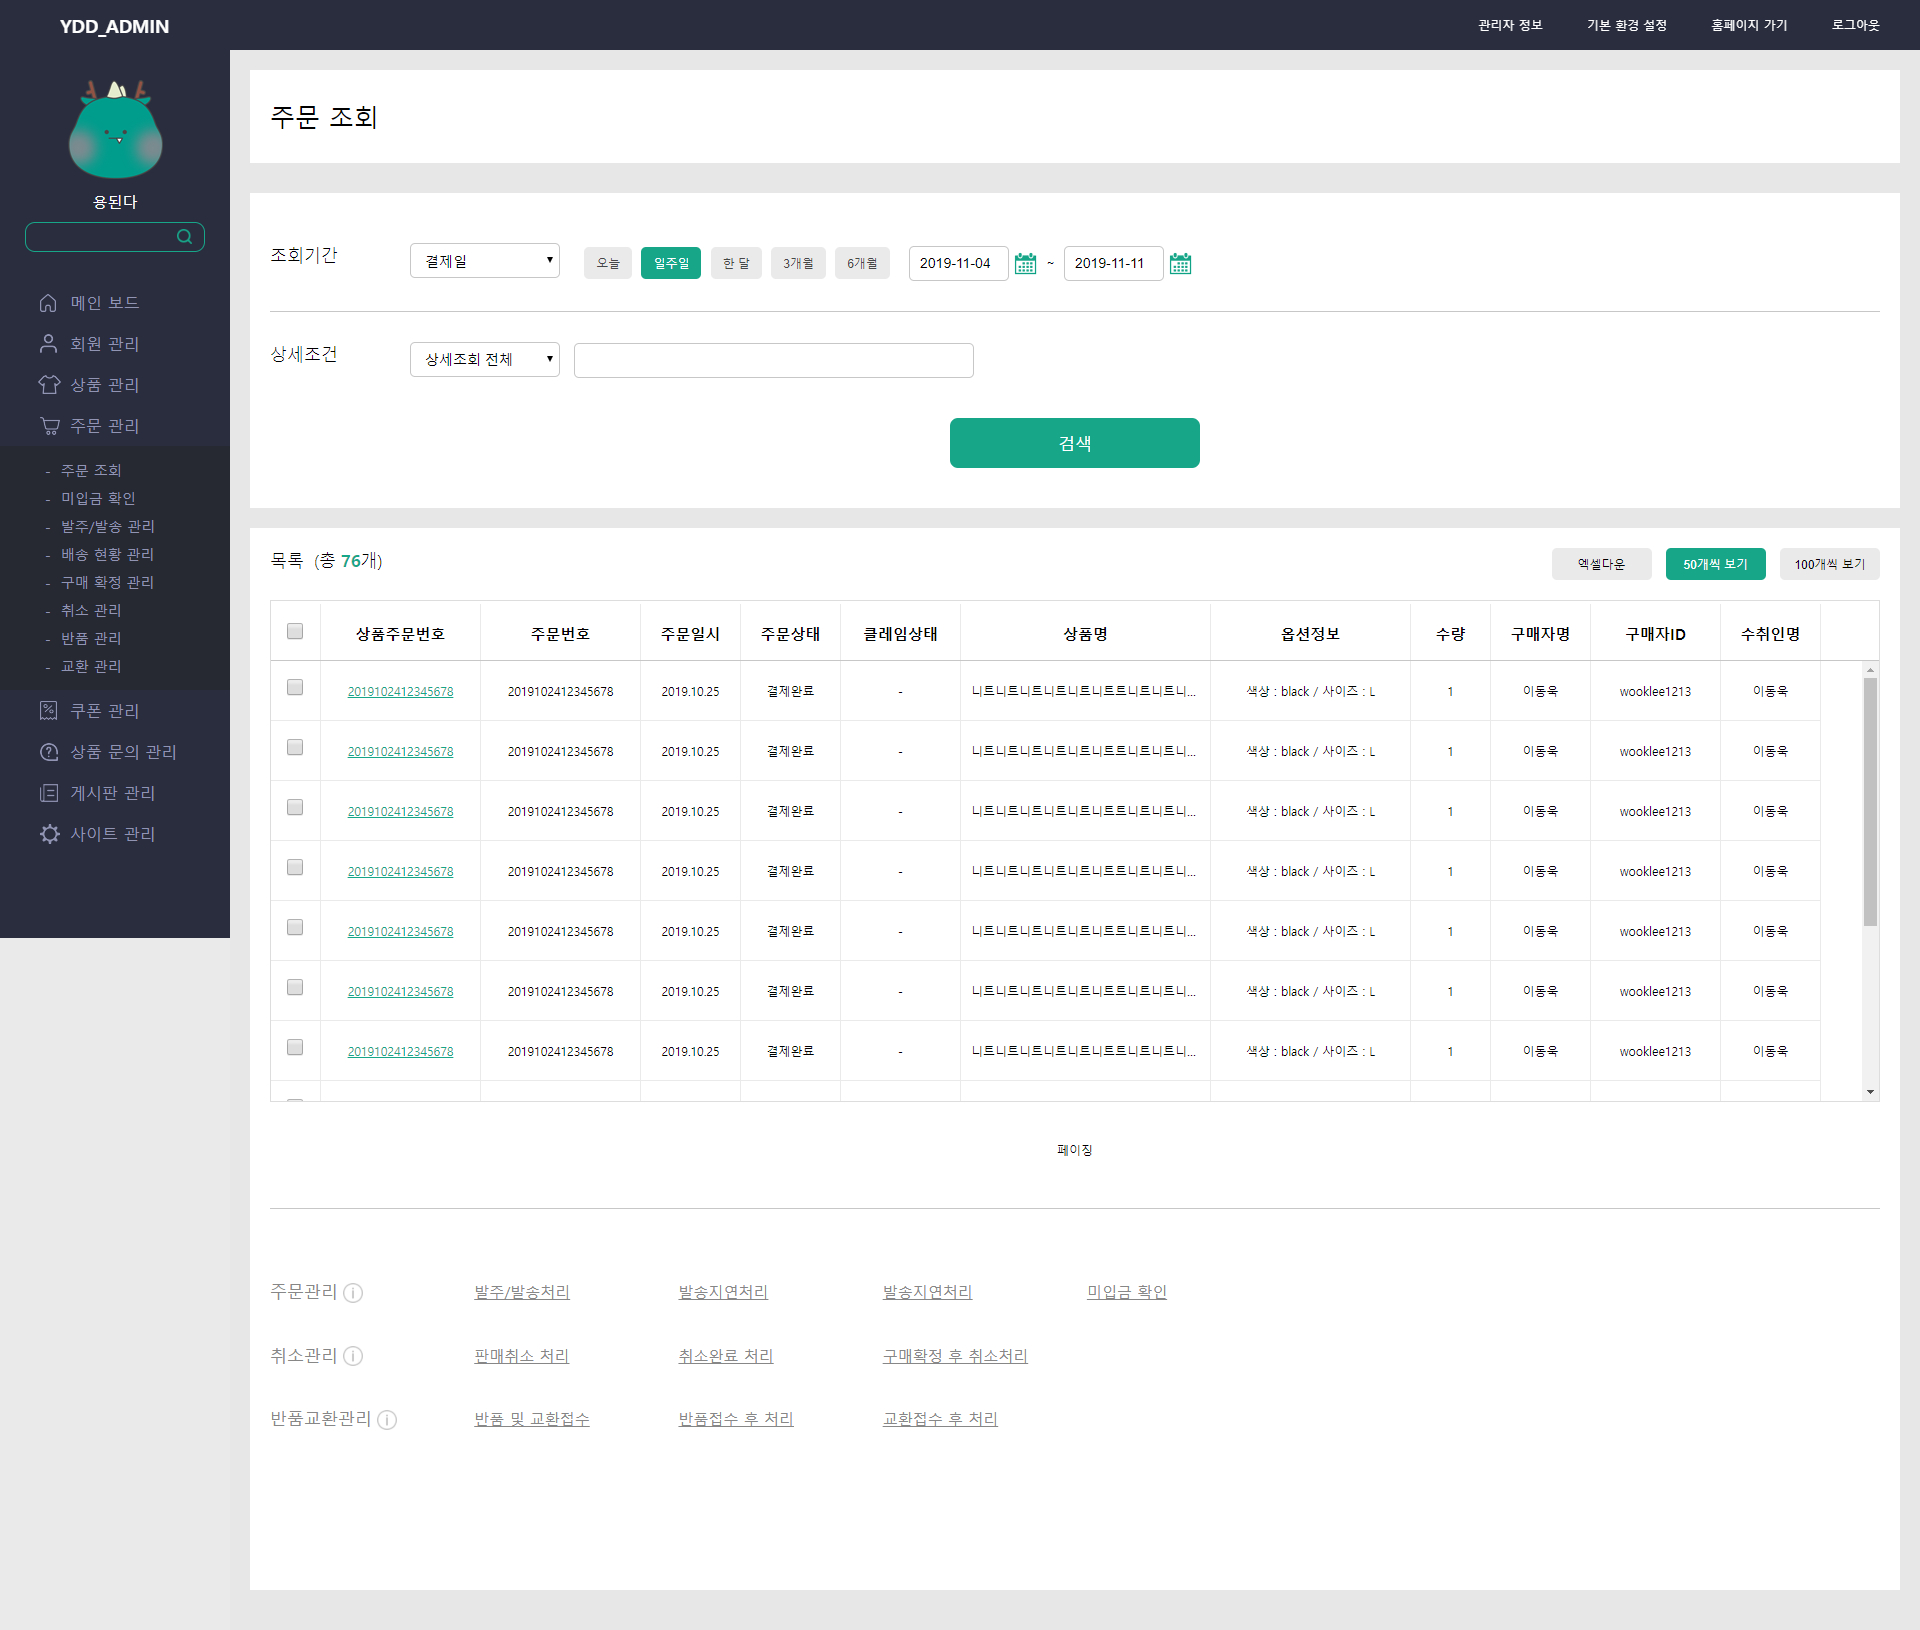 YDD_ADMIN
관리자 정보 기본 환경 설정 홈페이지 가기 로그아웃
용된다
메인 보드
회원 관리
상품 관리
주문 관리
- 주문 조회
- 미입금 확인
- 발주/발송 관리
- 배송 현황 관리
- 구매 확정 관리
- 취소 관리
- 반품 관리
- 교환 관리
쿠폰 관리
상품 문의 관리
게시판 관리
사이트 관리
주문 조회
조회기간 결제일 오늘 일주일 한 달 3개월 6개월 2019-11-04 ~ 2019-11-11
상세조건 상세조회 전체
검색
목록 (총 76개) 엑셀다운 50개씩 보기 100개씩 보기
상품주문번호 주문번호 주문일시 주문상태 클레임상태 상품명 옵션정보 수량 구매자명 구매자ID 수취인명
2019102412345678 2019102412345678 2019.10.25 결제완료 - 니트니트니트니트니트니트트니트니트니... 색상 : black / 사이즈 : L 1 이동욱 wooklee1213 이동욱
2019102412345678 2019102412345678 2019.10.25 결제완료 - 니트니트니트니트니트니트트니트니트니... 색상 : black / 사이즈 : L 1 이동욱 wooklee1213 이동욱
2019102412345678 2019102412345678 2019.10.25 결제완료 - 니트니트니트니트니트니트트니트니트니... 색상 : black / 사이즈 : L 1 이동욱 wooklee1213 이동욱
2019102412345678 2019102412345678 2019.10.25 결제완료 - 니트니트니트니트니트니트트니트니트니... 색상 : black / 사이즈 : L 1 이동욱 wooklee1213 이동욱
2019102412345678 2019102412345678 2019.10.25 결제완료 - 니트니트니트니트니트니트트니트니트니... 색상 : black / 사이즈 : L 1 이동욱 wooklee1213 이동욱
2019102412345678 2019102412345678 2019.10.25 결제완료 - 니트니트니트니트니트니트트니트니트니... 색상 : black / 사이즈 : L 1 이동욱 wooklee1213 이동욱
2019102412345678 2019102412345678 2019.10.25 결제완료 - 니트니트니트니트니트니트트니트니트니... 색상 : black / 사이즈 : L 1 이동욱 wooklee1213 이동욱
페이징
주문관리 발주/발송처리 발송지연처리 발송지연처리 미입금 확인
취소관리 판매취소 처리 취소완료 처리 구매확정 후 취소처리
반품교환관리 반품 및 교환접수 반품접수 후 처리 교환접수 후 처리